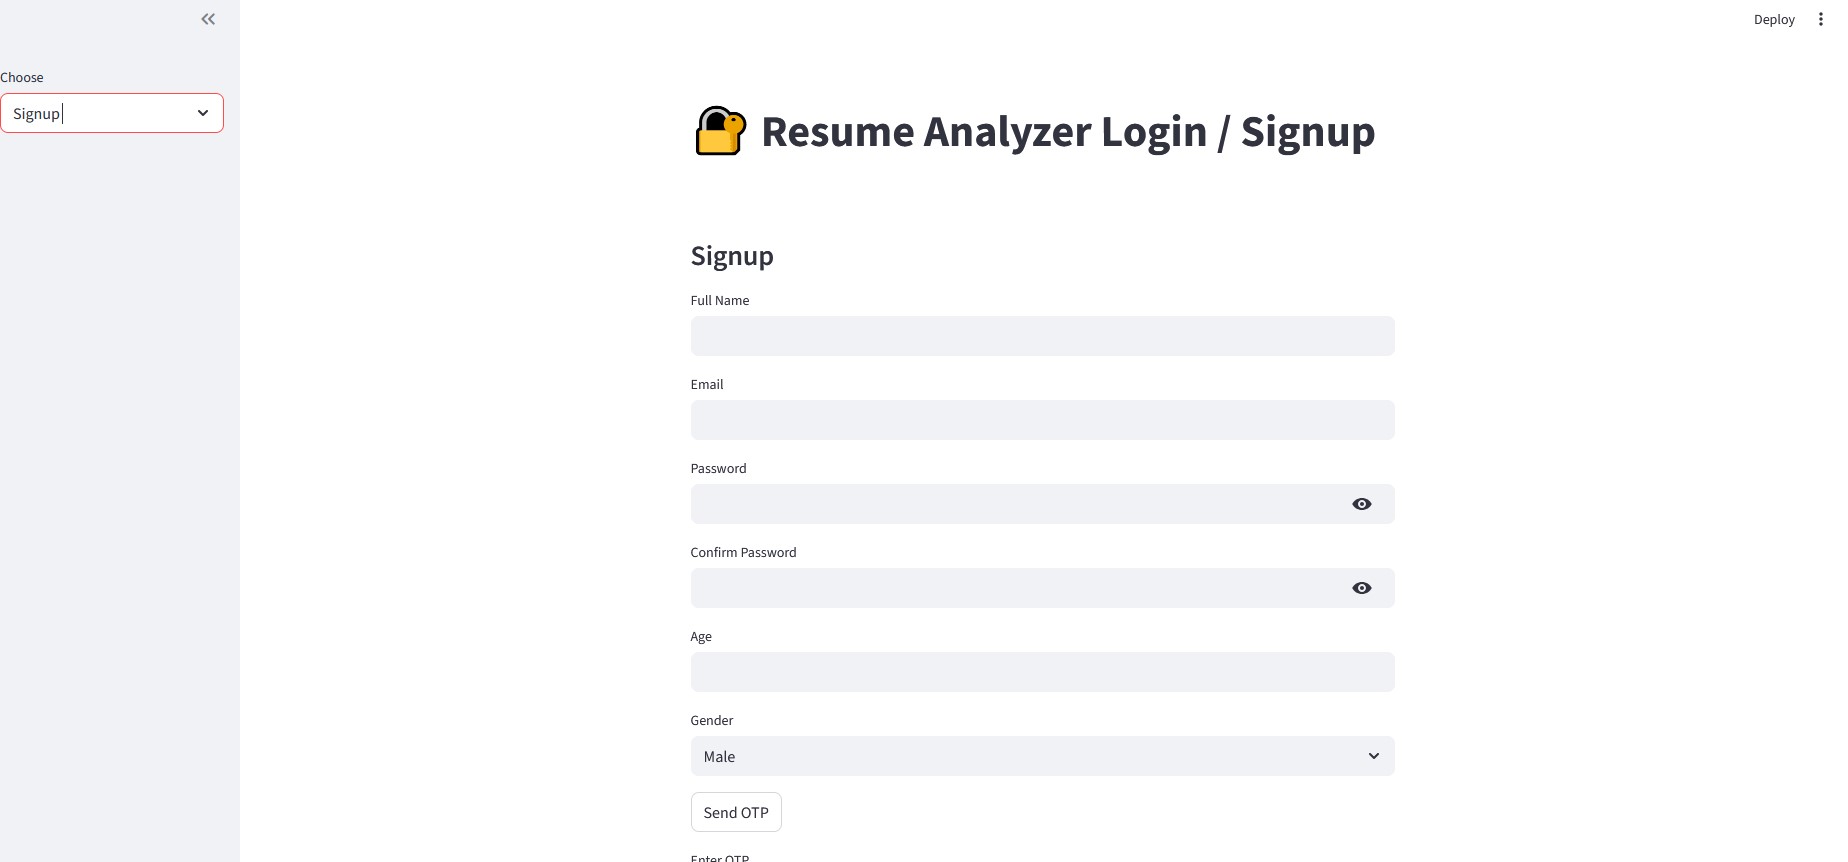 Deploy
Choose
Signup
Resume Analyzer Login / Signup
Signup
Full Name
Email
Password
Confirm Password
Age
Gender
Male
Send OTP
Enter OTP